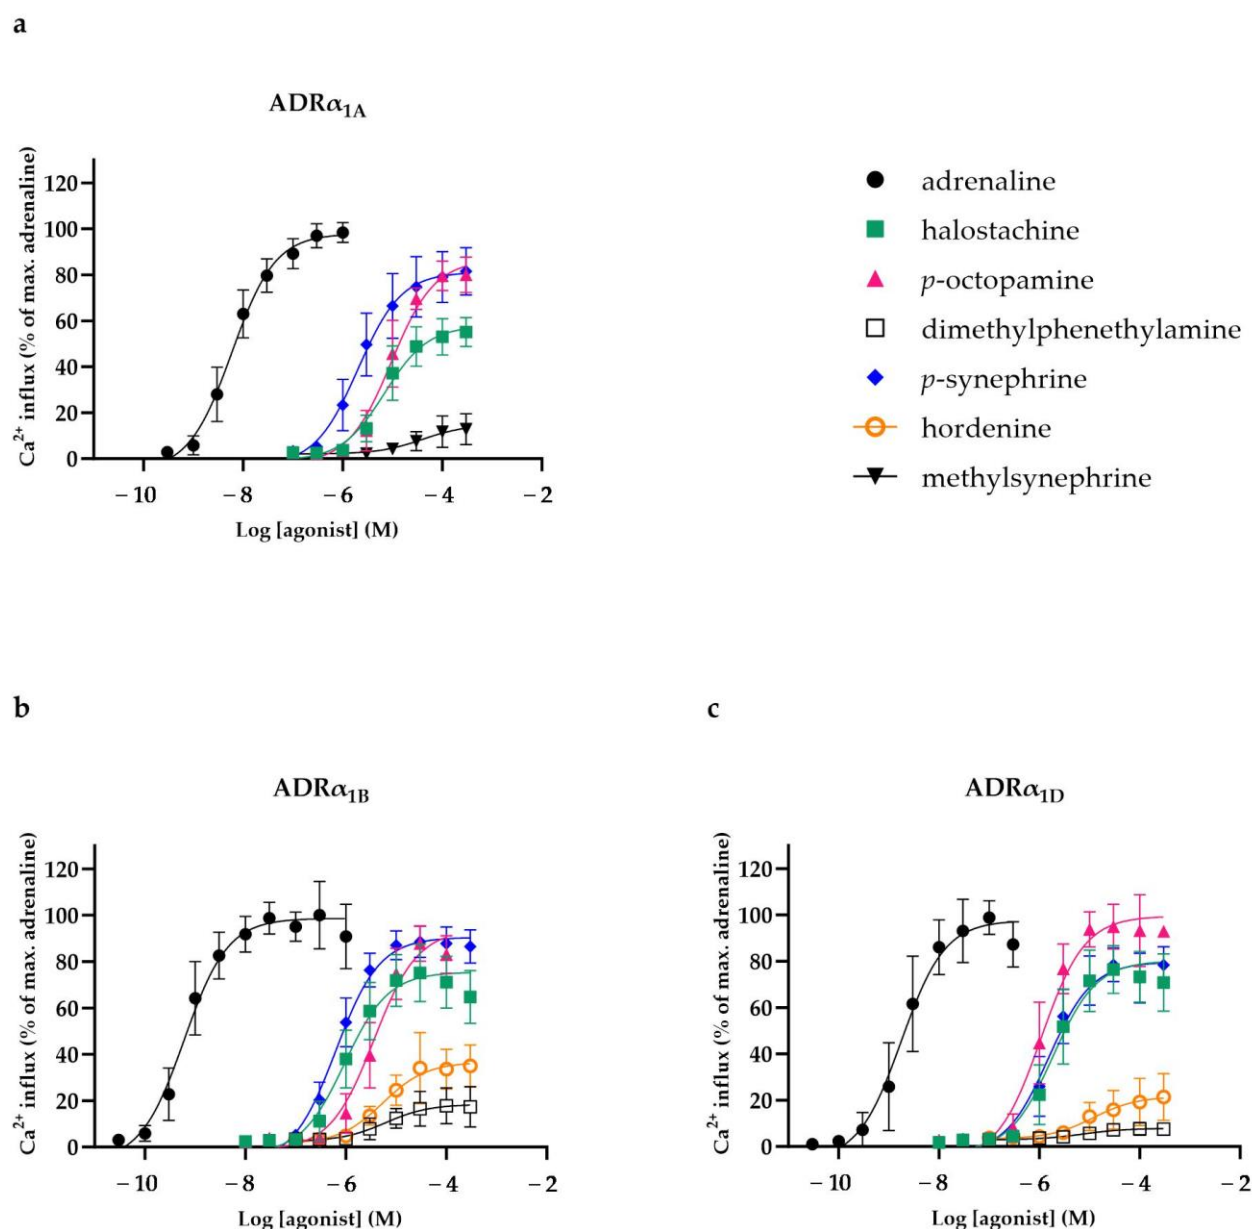 a
ADRα1A
Ca2+ influx (% of max. adrenaline)
120
100
80
60
40
20
0
−10 −8 −6 −4 −2
Log [agonist] (M)
adrenaline
halostachine
p-octopamine
dimethylphenethylamine
p-synephrine
hordenine
methylsynephrine
b
ADRα1B
Ca2+ influx (% of max. adrenaline)
120
100
80
60
40
20
0
−10 −8 −6 −4 −2
Log [agonist] (M)
c
ADRα1D
Ca2+ influx (% of max. adrenaline)
120
100
80
60
40
20
0
−10 −8 −6 −4 −2
Log [agonist] (M)